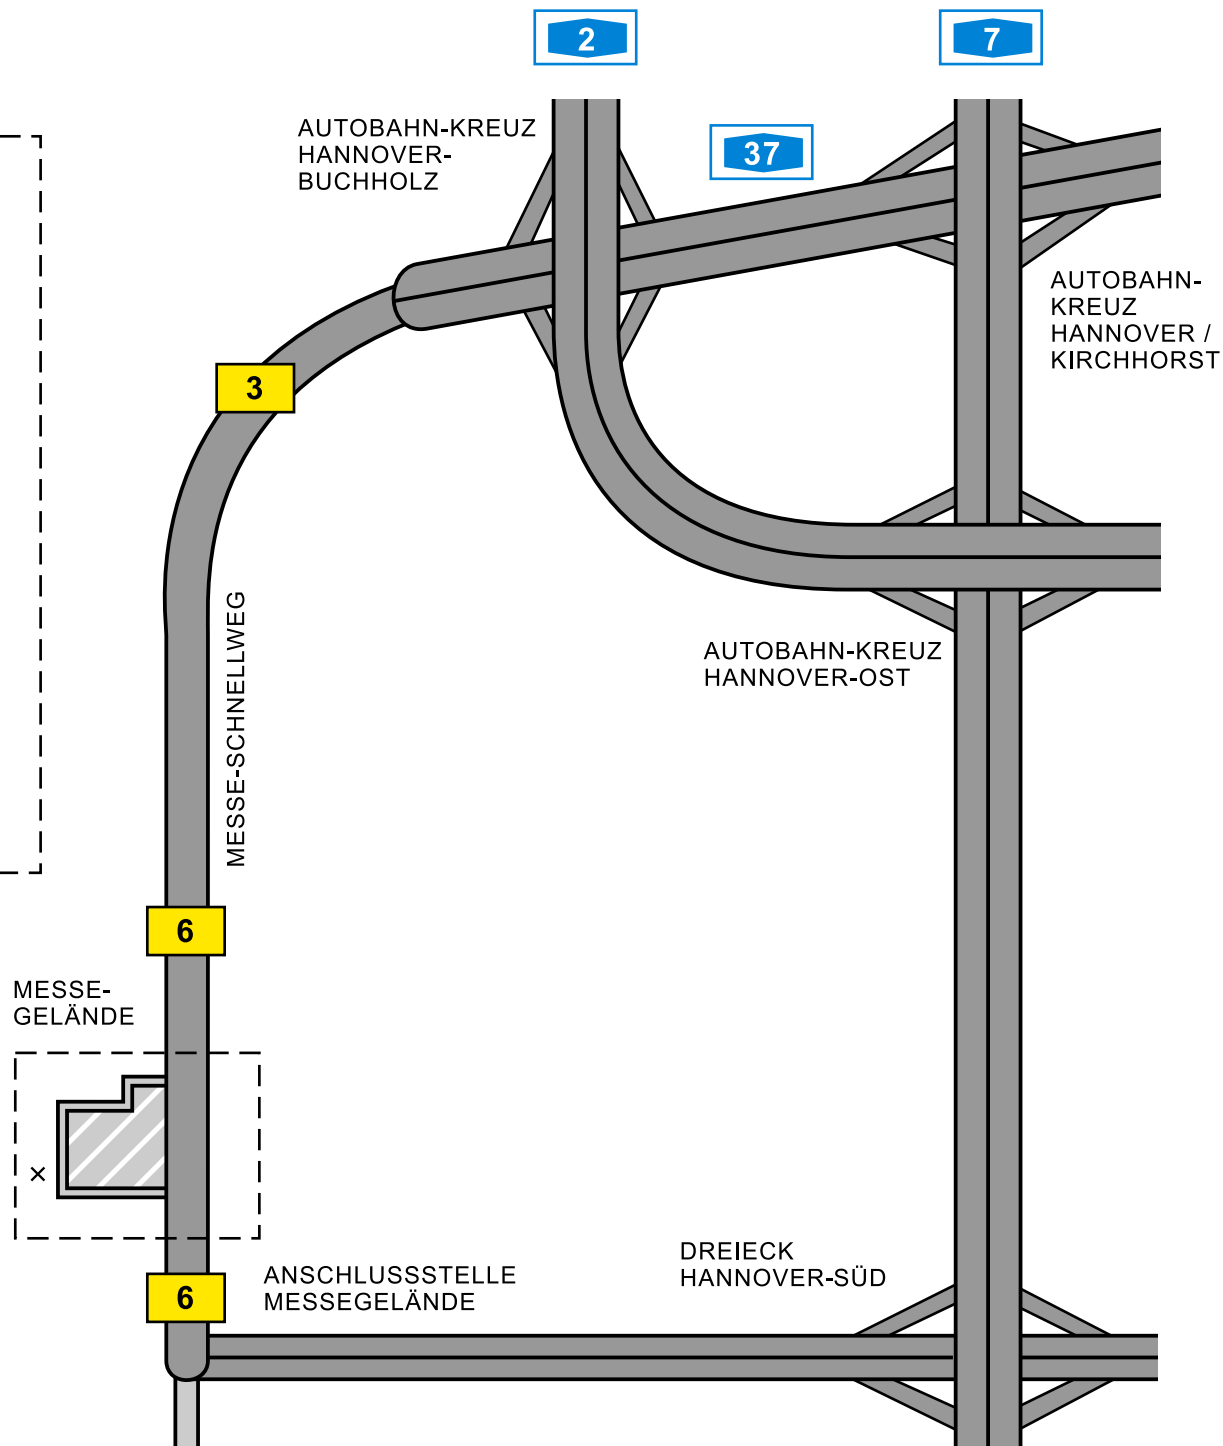 2
7
AUTOBAHN-KREUZ
HANNOVER-
BUCHHOLZ
37
AUTOBAHN-
KREUZ
HANNOVER /
KIRCHHORST
3
MESSE-SCHNELLWEG
AUTOBAHN-KREUZ
HANNOVER-OST
6
MESSE-
GELÄNDE
×
DREIECK
HANNOVER-SÜD
ANSCHLUSSSTELLE
MESSEGELÄNDE
6